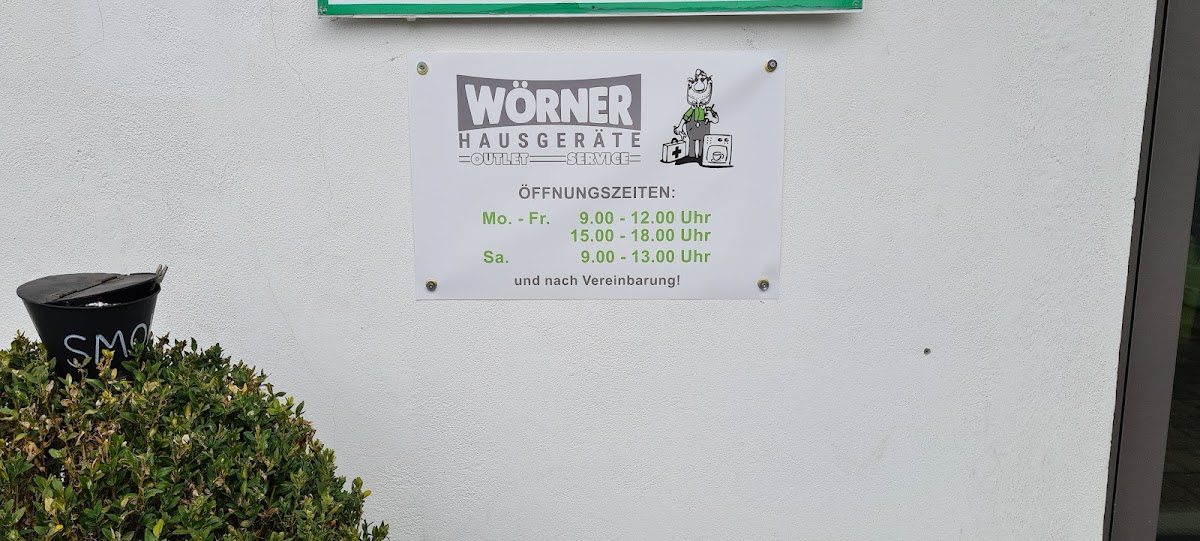 WÖRNER
HAUSGERÄTE
OUTLET SERVICE
ÖFFNUNGSZEITEN:
Mo. - Fr. 9.00 - 12.00 Uhr
15.00 - 18.00 Uhr
Sa. 9.00 - 13.00 Uhr
und nach Vereinbarung!
SMO